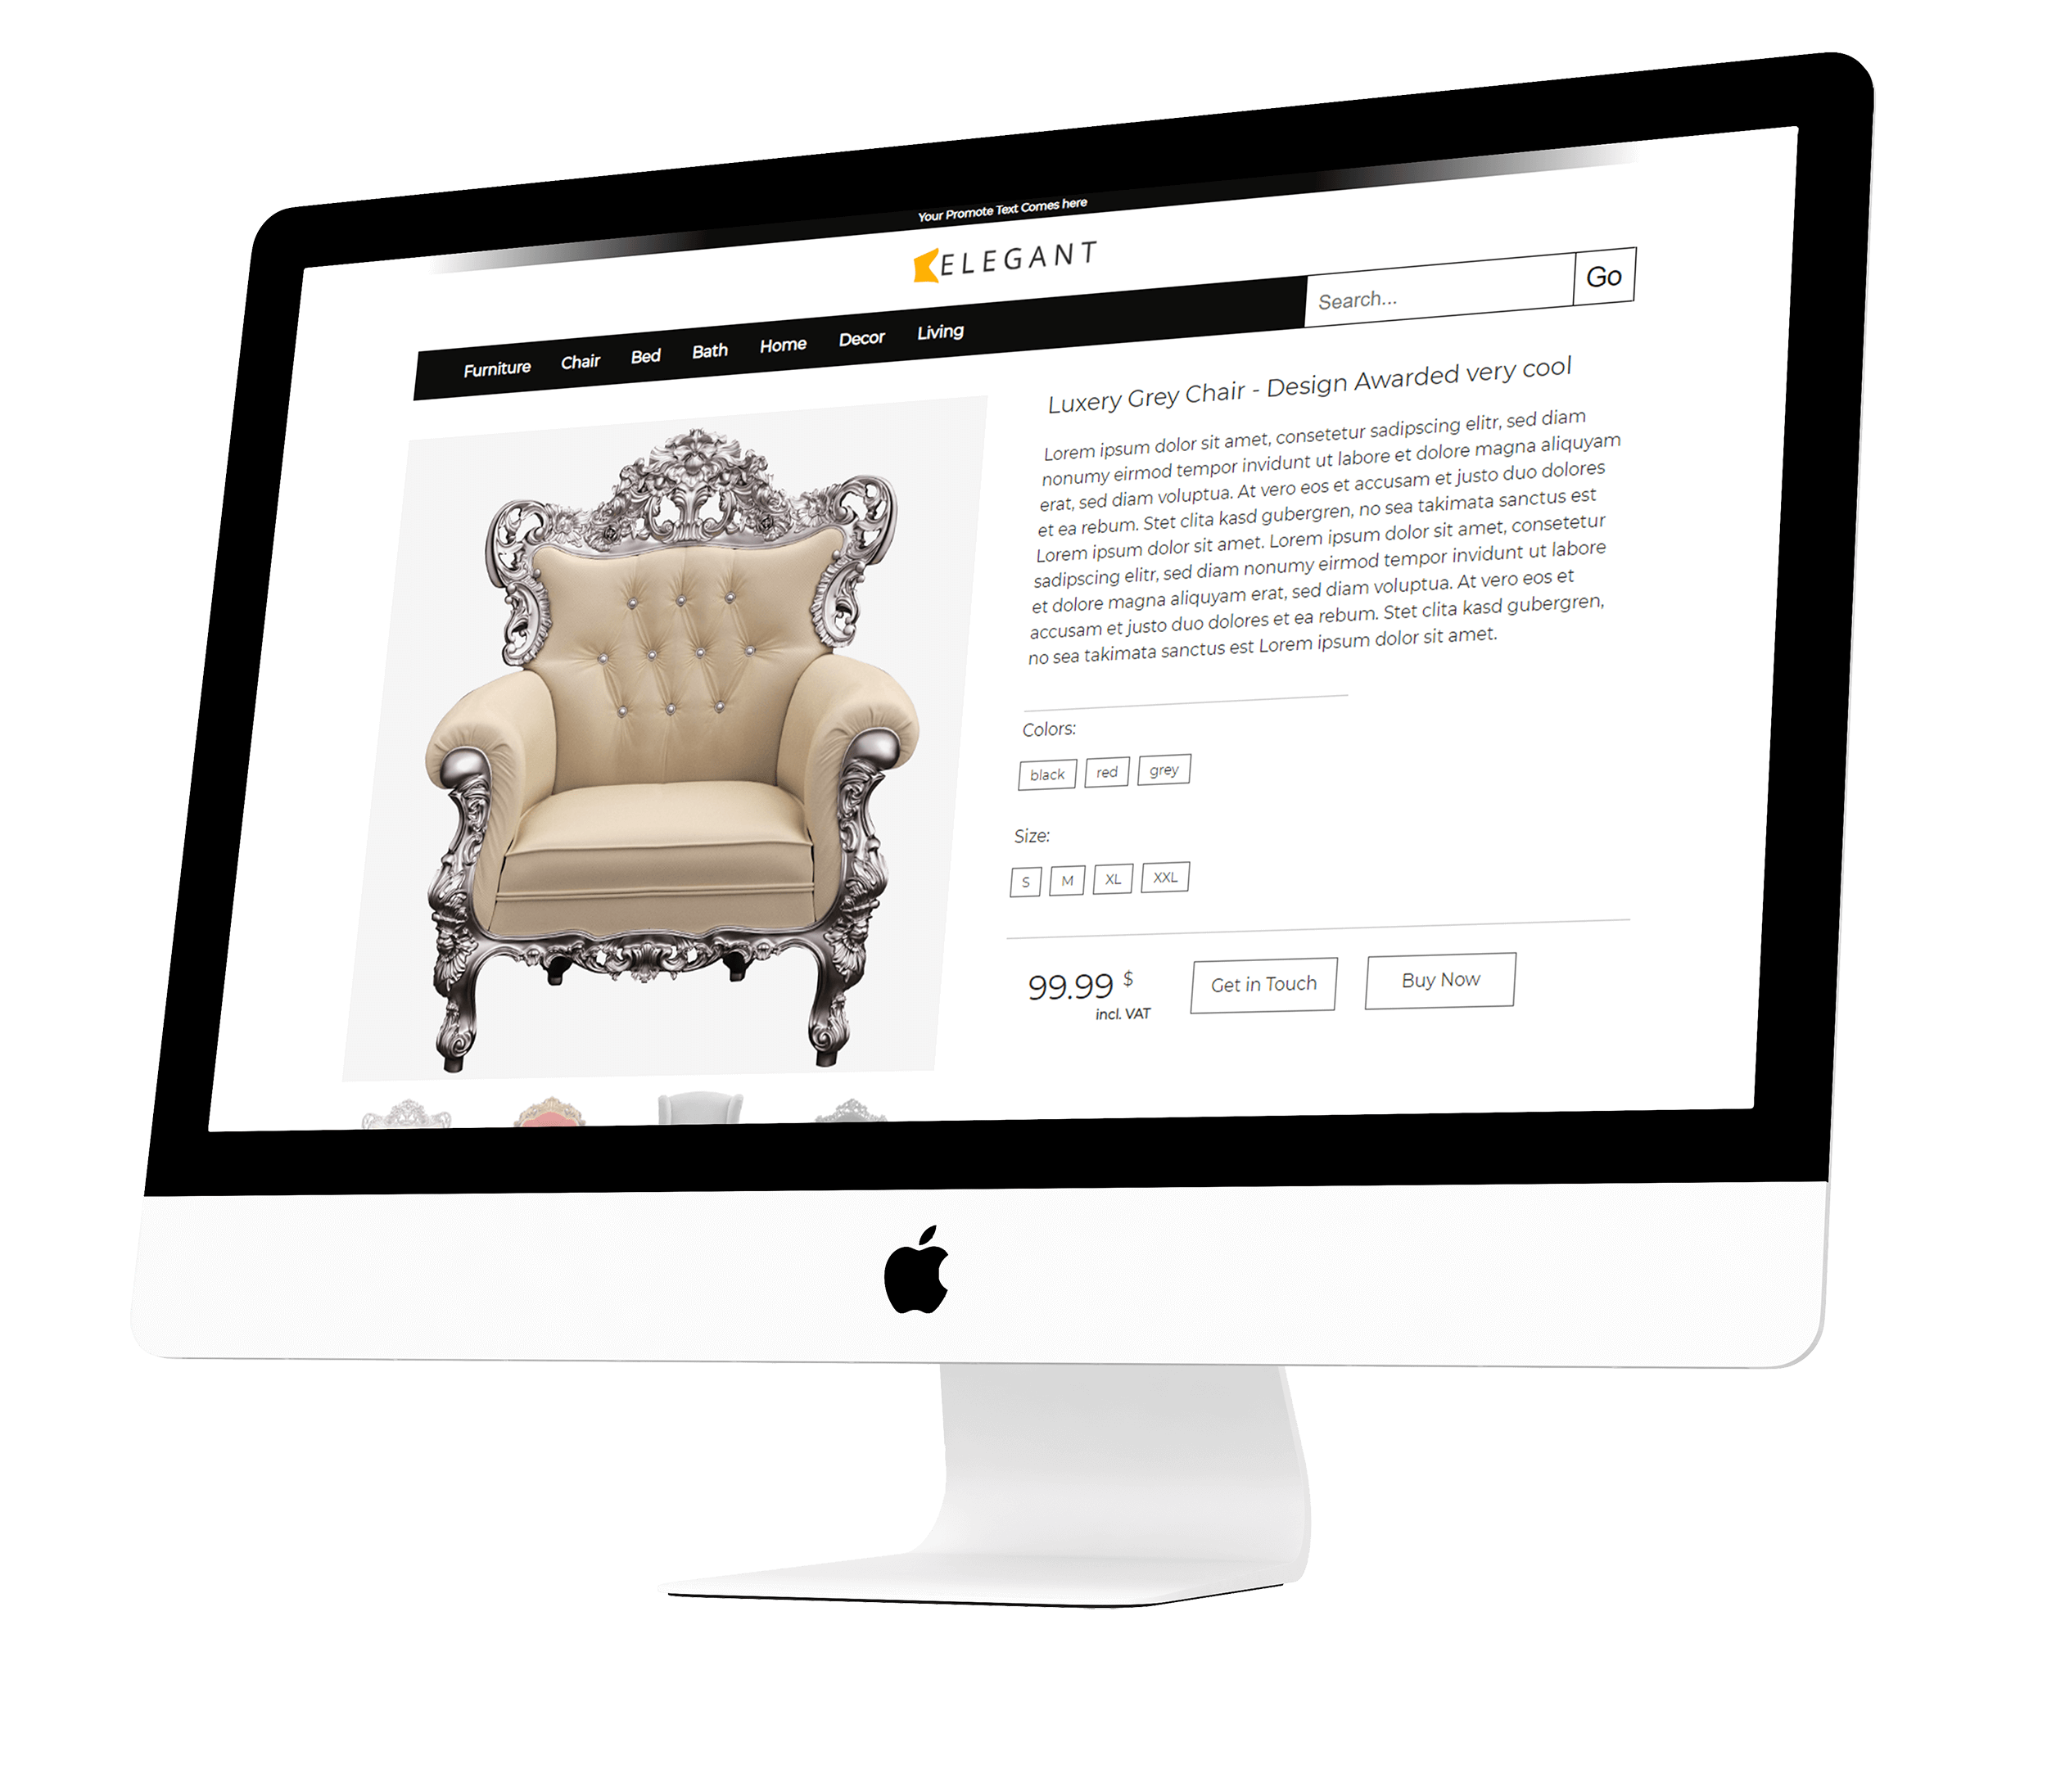 Your Promote Text Comes here
ELEGANT
Search...
Go
Furniture Chair Bed Bath Home Decor Living
Luxery Grey Chair - Design Awarded very cool
Lorem ipsum dolor sit amet, consetetur sadipscing elitr, sed diam
nonumy eirmod tempor invidunt ut labore et dolore magna aliquyam
erat, sed diam voluptua. At vero eos et accusam et justo duo dolores
et ea rebum. Stet clita kasd gubergren, no sea takimata sanctus est
Lorem ipsum dolor sit amet. Lorem ipsum dolor sit amet, consetetur
sadipscing elitr, sed diam nonumy eirmod tempor invidunt ut labore
et dolore magna aliquyam erat, sed diam voluptua. At vero eos et
accusam et justo duo dolores et ea rebum. Stet clita kasd gubergren,
no sea takimata sanctus est Lorem ipsum dolor sit amet.
Colors:
black red grey
Size:
S M XL XXL
99.99 $
incl. VAT
Get in Touch
Buy Now